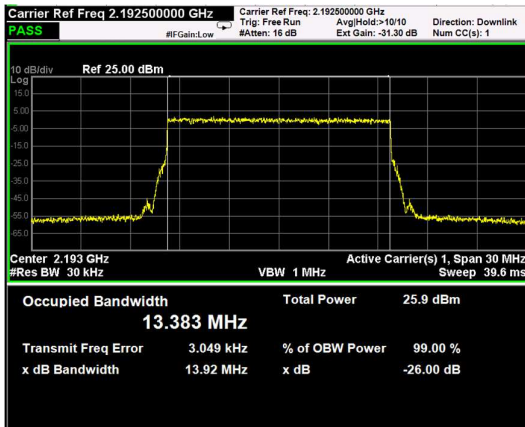 Carrier Ref Freq 2.192500000 GHz
PASS
#IFGain:Low
Carrier Ref Freq: 2.192500000 GHz
Trig: Free Run
Avg|Hold:>10/10
Direction: Downlink
#Atten: 16 dB
Ext Gain: -31.30 dB
Num CC(s): 1
10 dB/div
Ref 25.00 dBm
Log
15.0
5.00
-5.00
-15.0
-25.0
-35.0
-45.0
-55.0
-65.0
Center 2.193 GHz
Active Carrier(s) 1, Span 30 MHz
#Res BW 30 kHz
VBW 1 MHz
Sweep 39.6 ms
Occupied Bandwidth
Total Power 25.9 dBm
13.383 MHz
Transmit Freq Error 3.049 kHz % of OBW Power 99.00 %
x dB Bandwidth 13.92 MHz x dB -26.00 dB